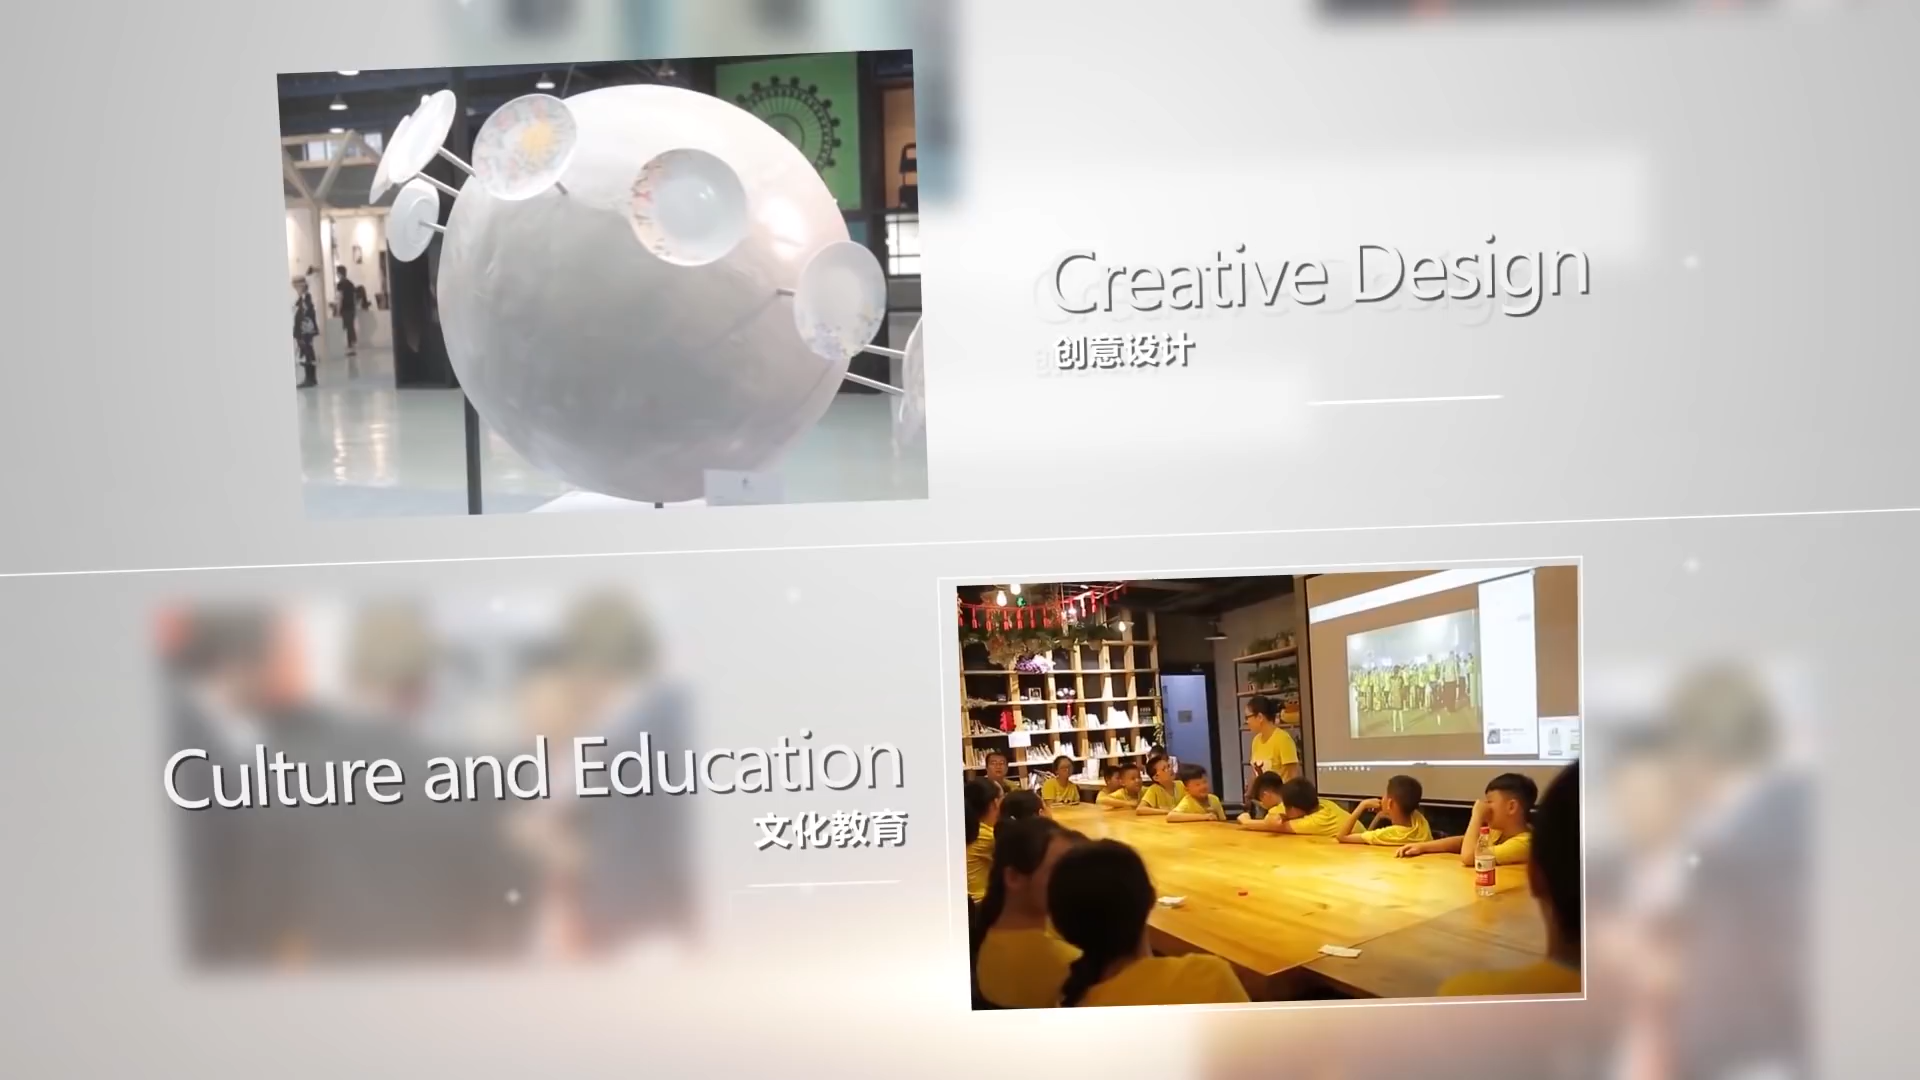 Creative Design
创意设计
Culture and Education
文化教育